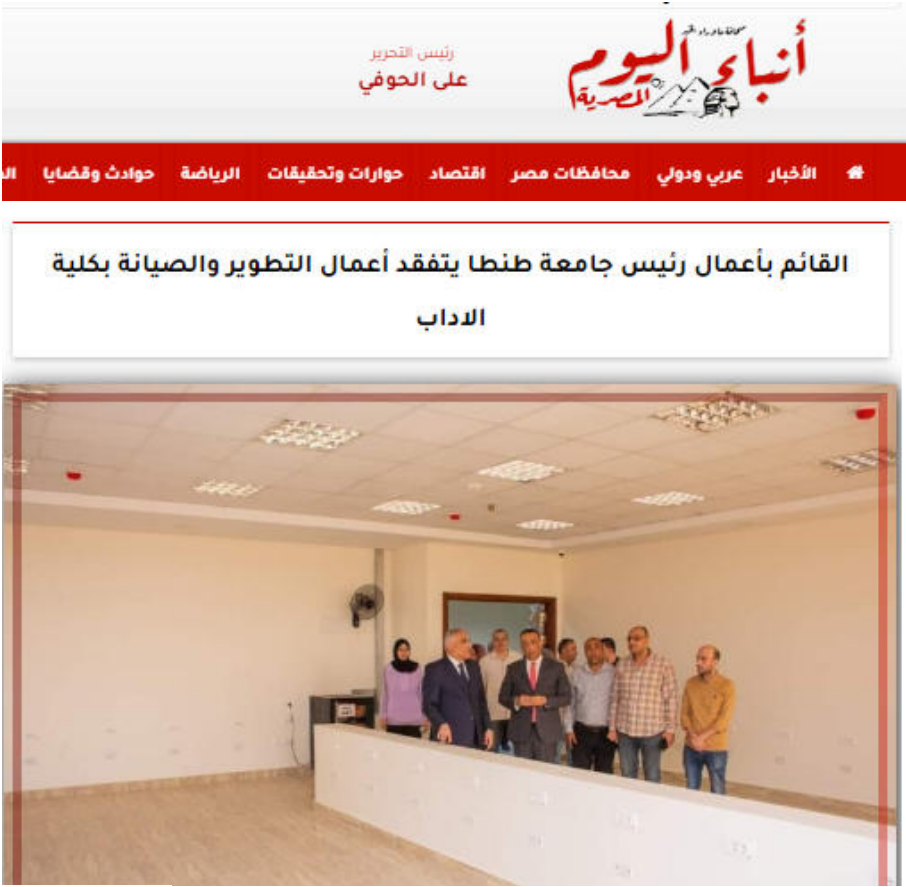 أنباء اليوم
المصرية
رئيس التحرير
على الحوفي
الأخبار عربي ودولي محافظات مصر اقتصاد حوارات وتحقيقات الرياضة حوادث وقضايا
القائم بأعمال رئيس جامعة طنطا يتفقد أعمال التطوير والصيانة بكلية
الاداب